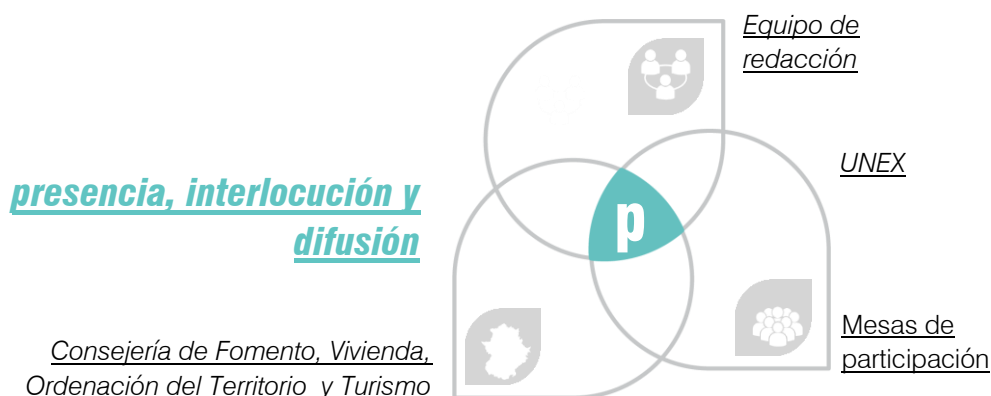 Equipo de
redacción
UNEX
presencia, interlocución y
difusión
p
Mesas de
participación
Consejería de Fomento, Vivienda,
Ordenación del Territorio y Turismo